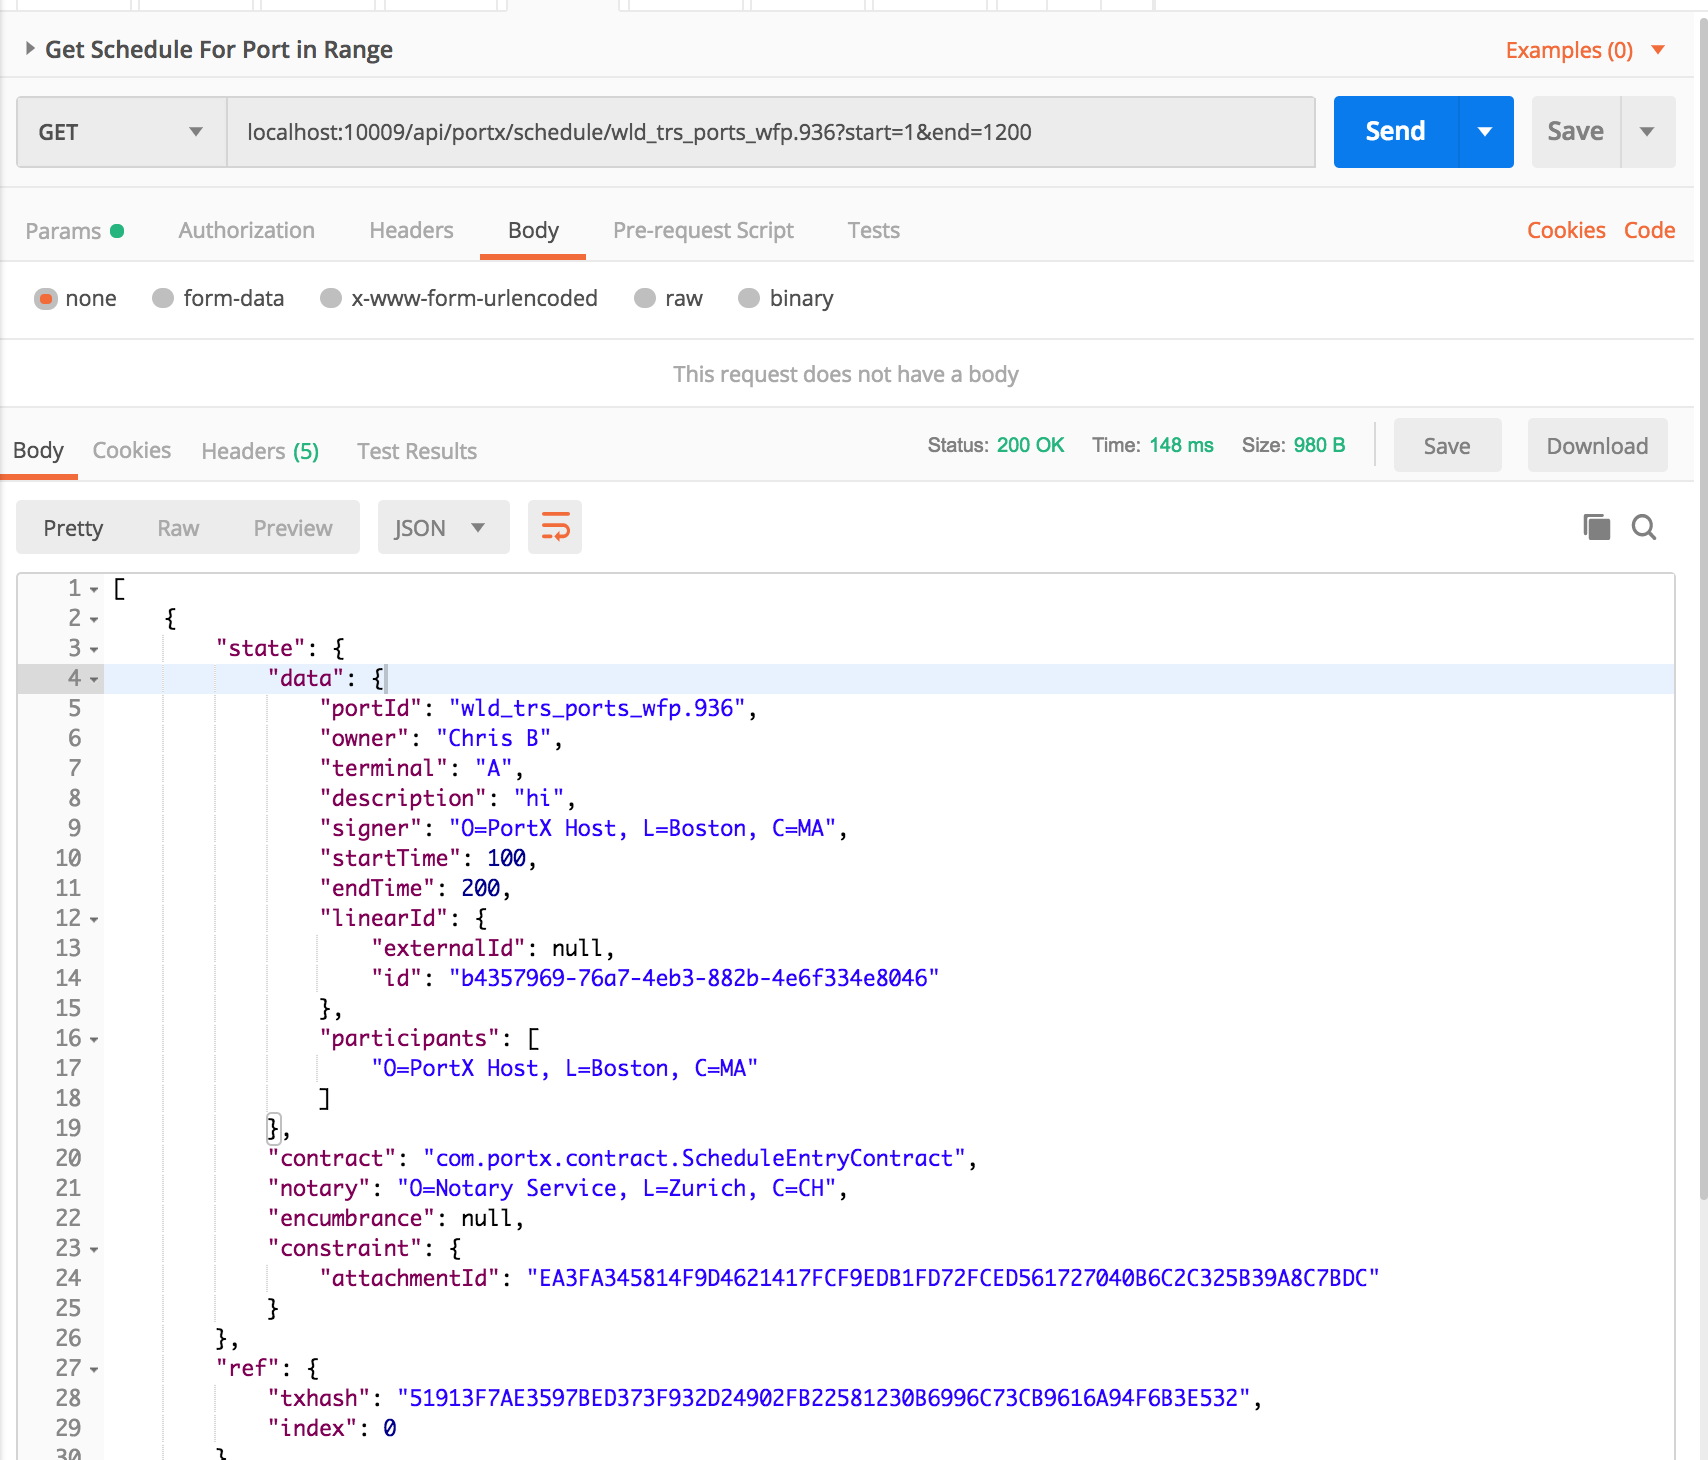 Get Schedule For Port in Range
Examples (0)
GET
localhost:10009/api/portx/schedule/wld_trs_ports_wfp.936?start=1&end=1200
Send
Save
Params
Authorization
Headers
Body
Pre-request Script
Tests
Cookies
Code
none
form-data
x-www-form-urlencoded
raw
binary
This request does not have a body
Body
Cookies
Headers (5)
Test Results
Status: 200 OK
Time: 148 ms
Size: 980 B
Save
Download
Pretty
Raw
Preview
JSON
1 [
2 {
3 "state": {
4 "data": {
5 "portId": "wld_trs_ports_wfp.936",
6 "owner": "Chris B",
7 "terminal": "A",
8 "description": "hi",
9 "signer": "O=PortX Host, L=Boston, C=MA",
10 "startTime": 100,
11 "endTime": 200,
12 "linearId": {
13 "externalId": null,
14 "id": "b4357969-76a7-4eb3-882b-4e6f334e8046"
15 },
16 "participants": [
17 "O=PortX Host, L=Boston, C=MA"
18 ]
19 },
20 "contract": "com.portx.contract.ScheduleEntryContract",
21 "notary": "O=Notary Service, L=Zurich, C=CH",
22 "encumbrance": null,
23 "constraint": {
24 "attachmentId": "EA3FA345814F9D4621417FCF9EDB1FD72FCED561727040B6C2C325B39A8C7BDC"
25 }
26 },
27 "ref": {
28 "txhash": "51913F7AE3597BED373F932D24902FB22581230B6996C73CB9616A94F6B3E532",
29 "index": 0
30 }